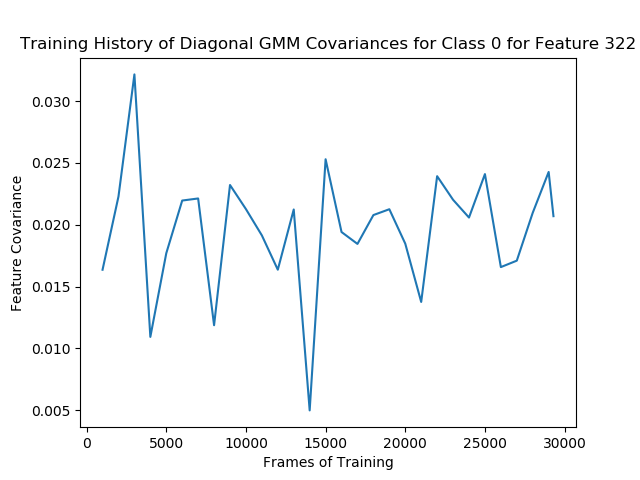 Training History of Diagonal GMM Covariances for Class 0 for Feature 322
0.030
0.025
0.020
0.015
0.010
0.005
Feature Covariance
0 5000 10000 15000 20000 25000 30000
Frames of Training